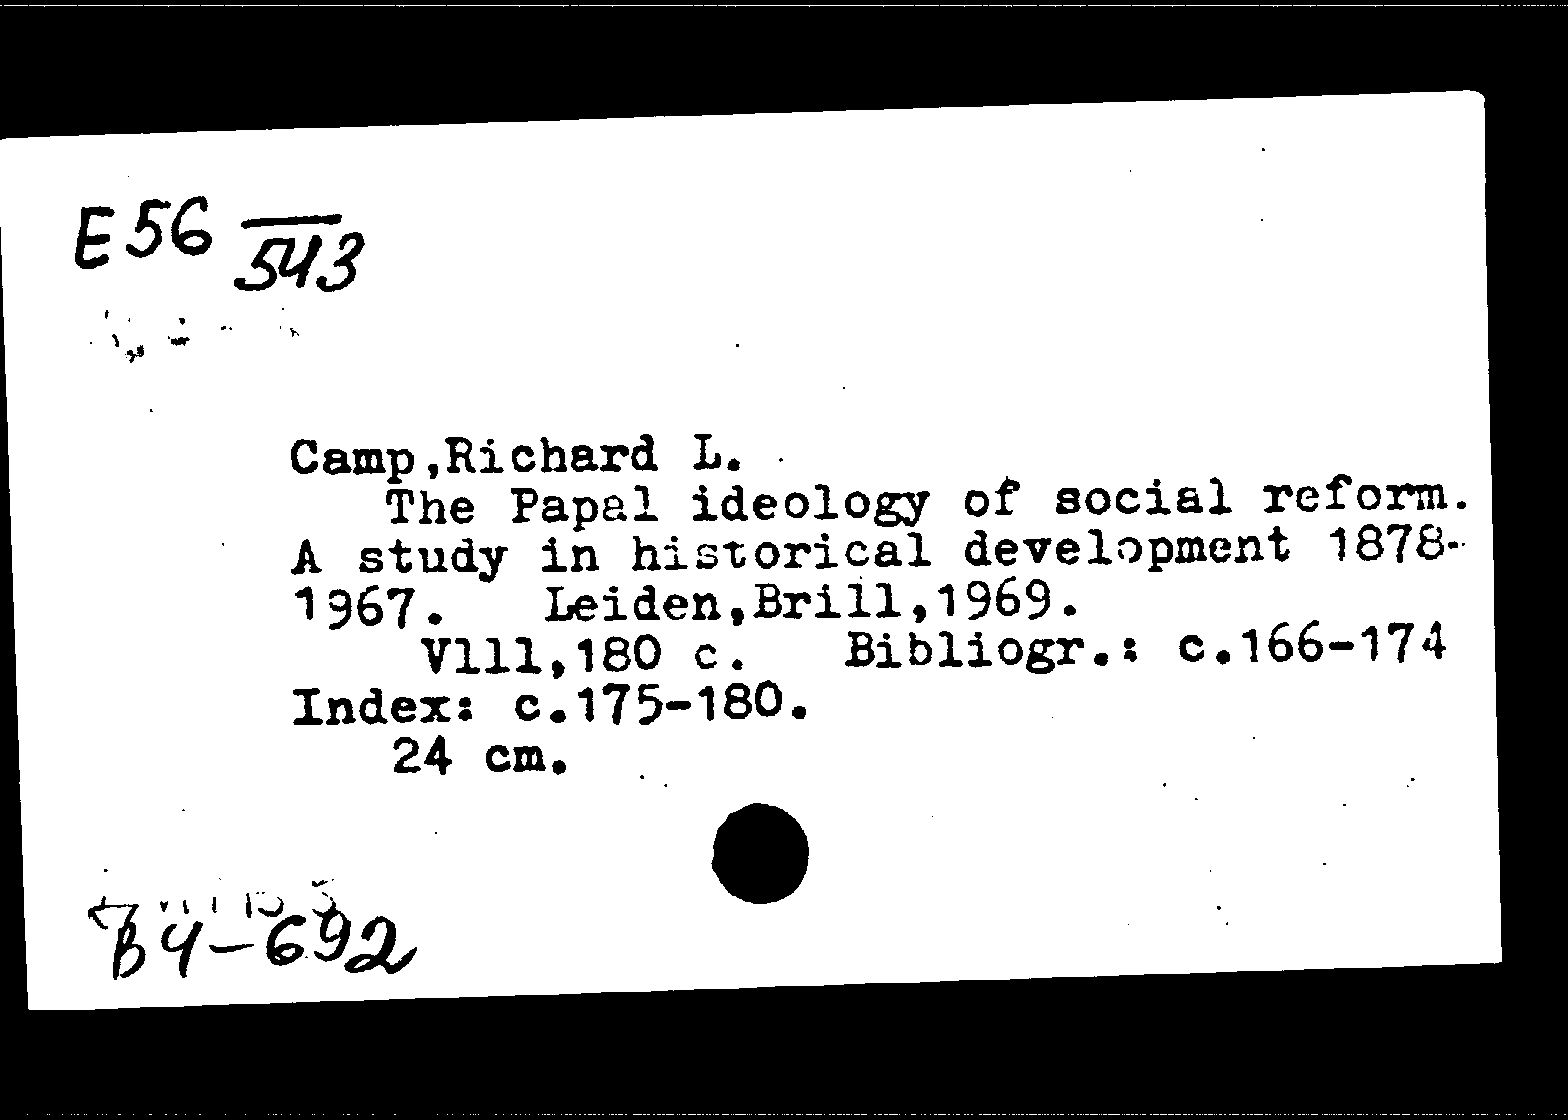 E56 543
Camp,Richard L.
The Papal ideology of social reform.
A study in historical development 1878-
1967. Leiden,Brill,1969.
Vlll,180 c. Bibliogr.: c.166-174
Index: c.175-180.
24 cm.
B4-692